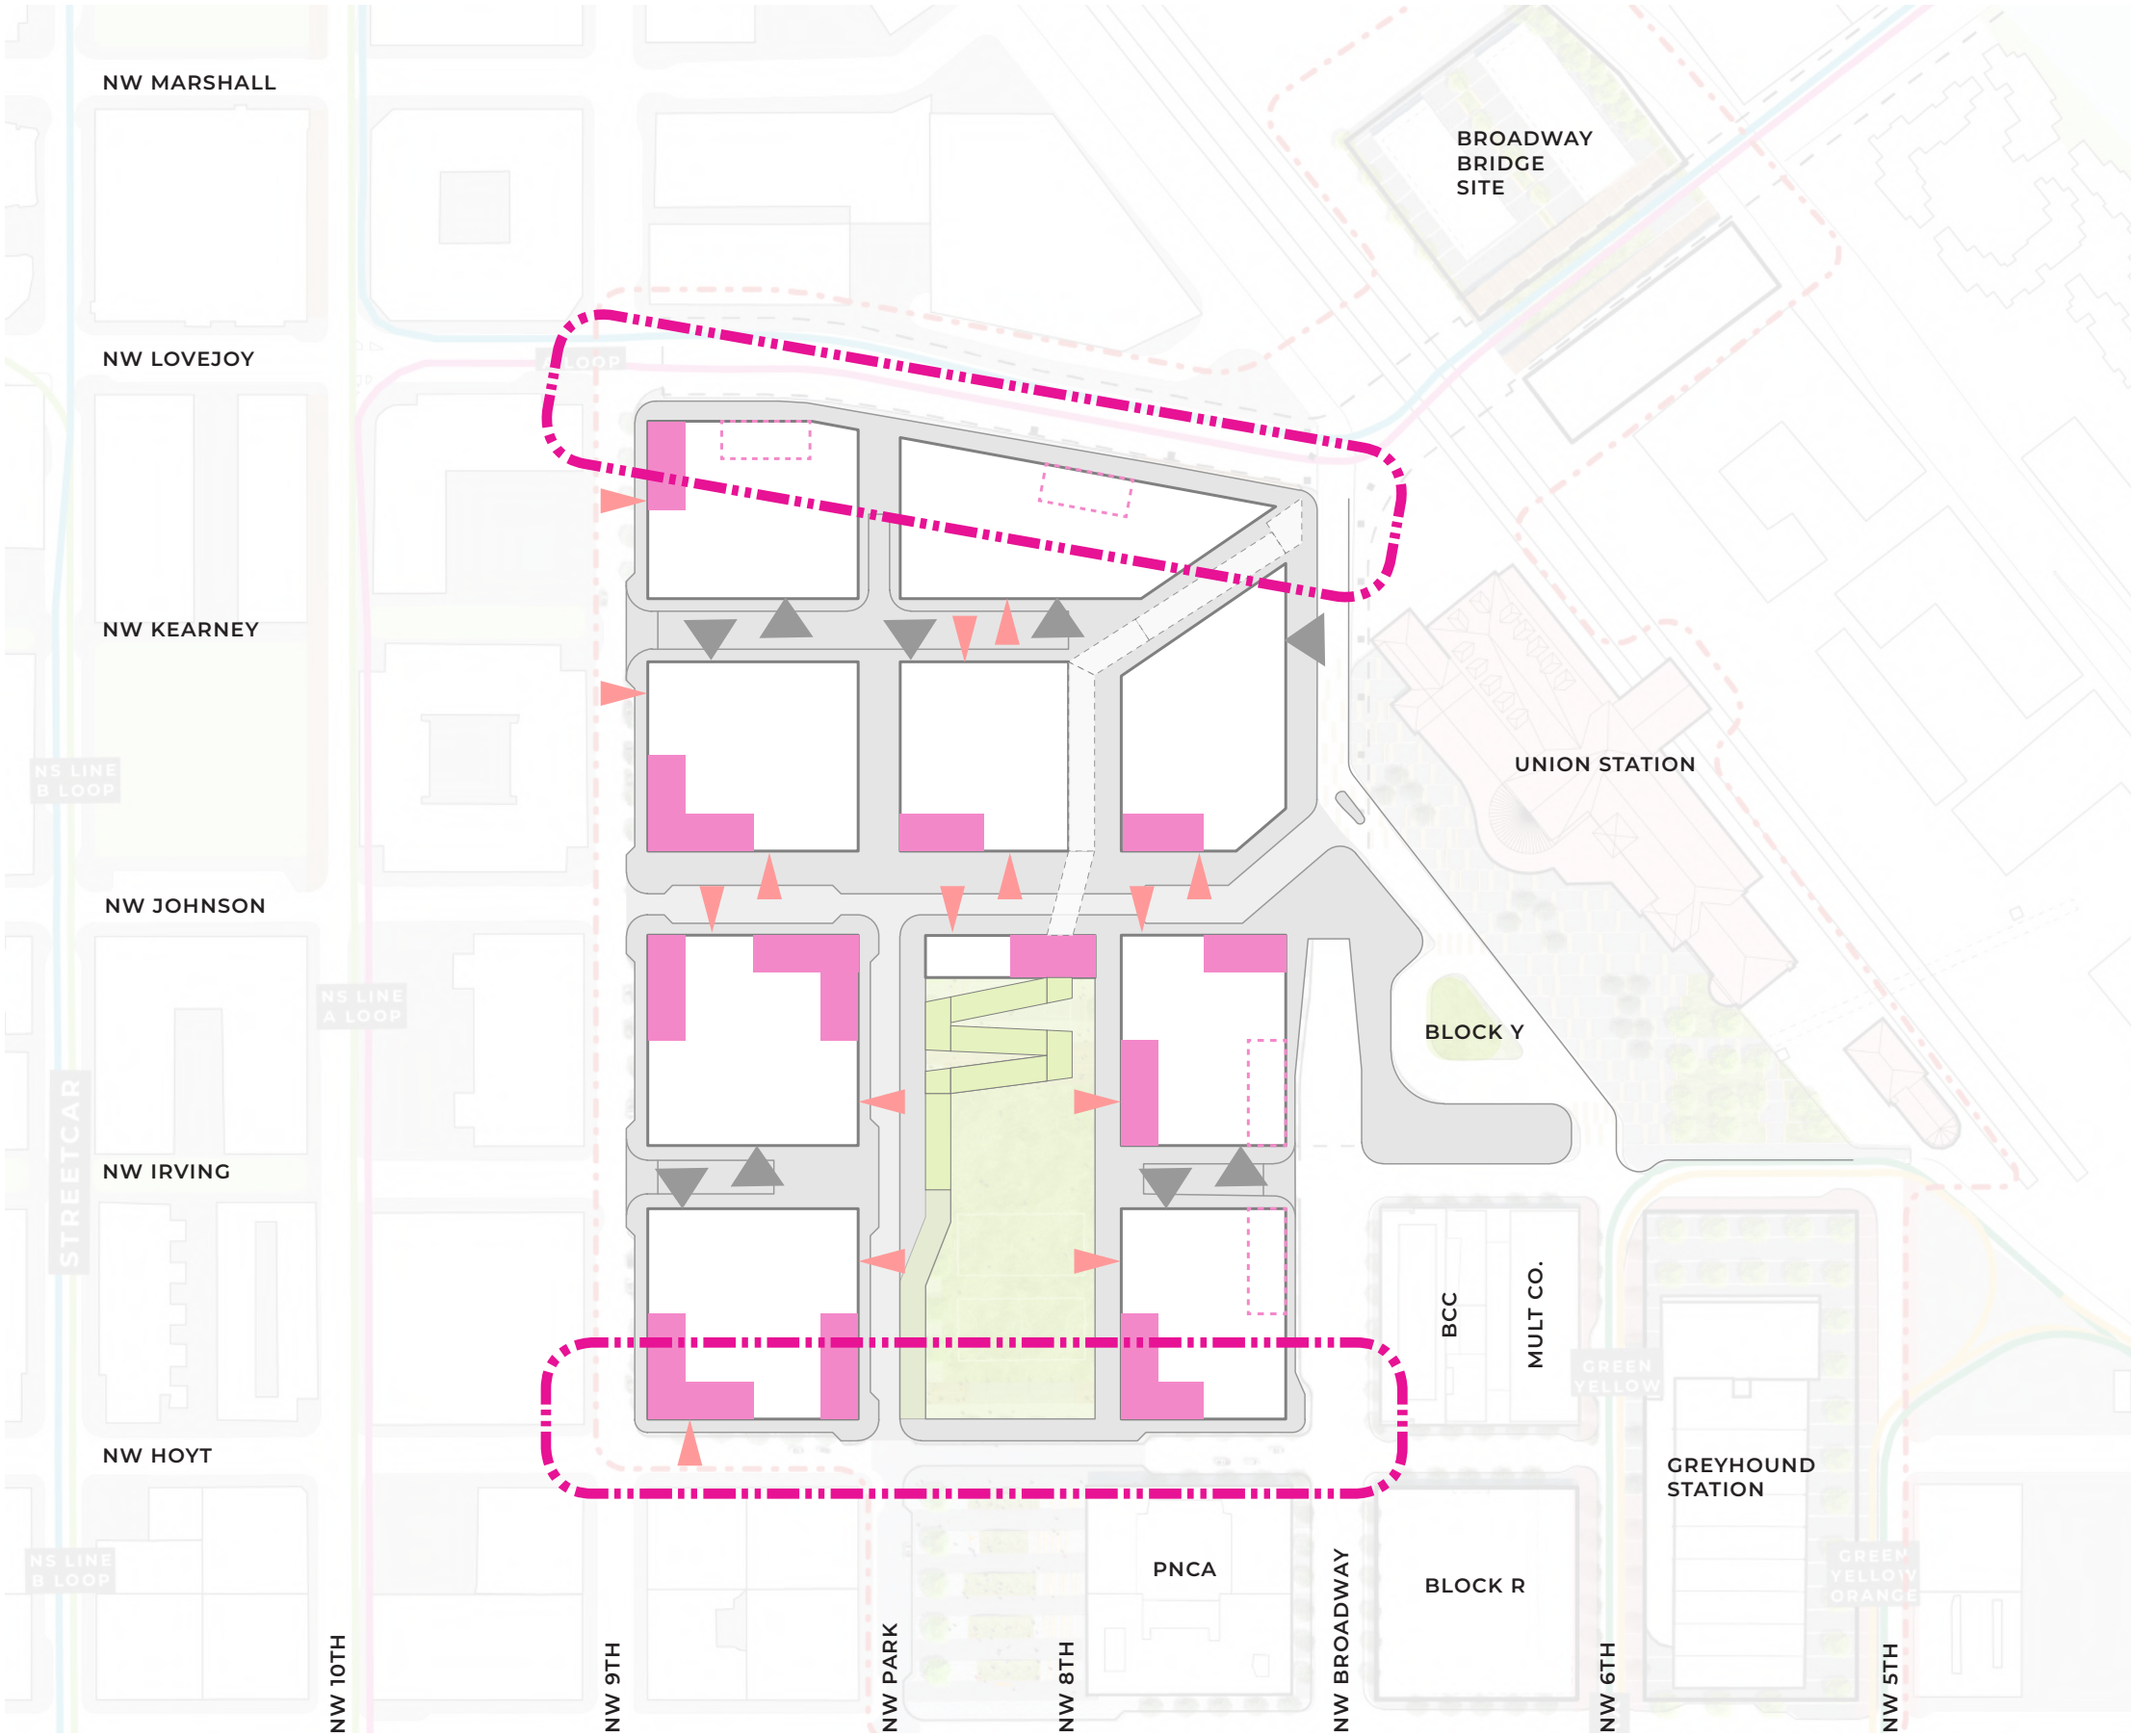 NW MARSHALL
BROADWAY
BRIDGE
SITE
NW LOVEJOY
A LOOP
NW KEARNEY
NS LINE
B LOOP
UNION STATION
NW JOHNSON
NS LINE
A LOOP
BLOCK Y
STREETCAR
NW IRVING
BCC
MULT CO.
GREEN
YELLOW
NW HOYT
GREYHOUND
STATION
NS LINE
B LOOP
PNCA
BLOCK R
GREEN
YELLOW
ORANGE
NW 10TH
NW 9TH
NW PARK
NW 8TH
NW BROADWAY
NW 6TH
NW 5TH